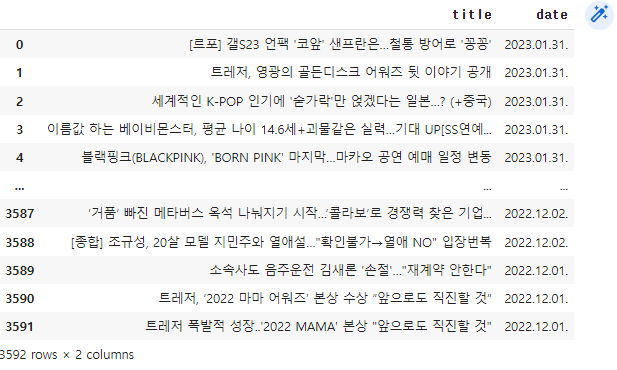 title date
0 [르포] 갤S23 언팩 '코앞' 샌프란은...철통 방어로 '꽁꽁' 2023.01.31.
1 트레저, 영광의 골든디스크 어워즈 뒷 이야기 공개 2023.01.31.
2 세계적인 K-POP 인기에 '숟가락'만 얹겠다는 일본...? (+중국) 2023.01.31.
3 이름값 하는 베이비몬스터, 평균 나이 14.6세+괴물같은 실력...기대 UP[SS연예... 2023.01.31.
4 블랙핑크(BLACKPINK), 'BORN PINK' 마지막...마카오 공연 예매 일정 변동 2023.01.31.
... ... ...
3587 ‘거품’ 빠진 메타버스 옥석 나눠지기 시작...‘콜라보’로 경쟁력 찾은 기업... 2022.12.02.
3588 [종합] 조규성, 20살 모델 지민주와 열애설..."확인불가→열애 NO" 입장번복 2022.12.02.
3589 소속사도 음주운전 김새론 '손절'..."재계약 안한다" 2022.12.01.
3590 트레저, ‘2022 마마 어워즈’ 본상 수상 “앞으로도 직진할 것” 2022.12.01.
3591 트레저 폭발적 성장..'2022 MAMA' 본상 "앞으로도 직진할 것" 2022.12.01.
3592 rows × 2 columns